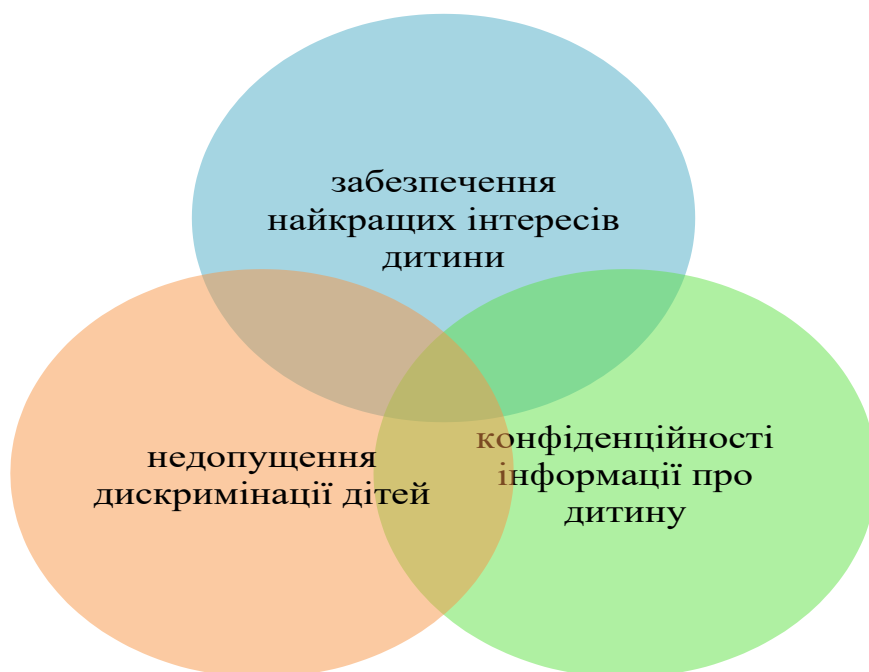 забезпечення
найкращих інтересів
дитини
недопущення
дискримінації дітей
конфіденційності
інформації про
дитину